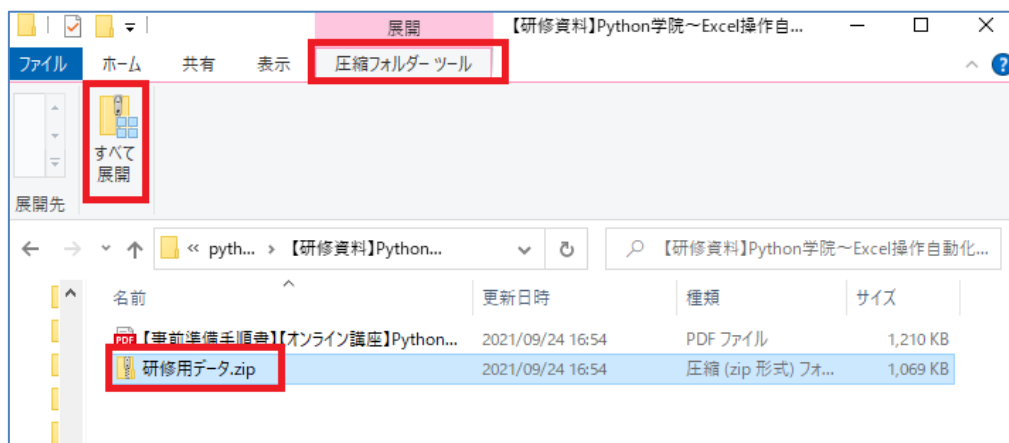 展開
【研修資料】Python学院～Excel操作自...
ファイル ホーム 共有 表示 圧縮フォルダー ツール
すべて
展開
展開先
« pyth... › 【研修資料】Python...
【研修資料】Python学院～Excel操作自動化...
名前 更新日時 種類 サイズ
PDF 【事前準備手順書】【オンライン講座】Python... 2021/09/24 16:54 PDF ファイル 1,210 KB
研修用データ.zip 2021/09/24 16:54 圧縮 (zip 形式) フォ... 1,069 KB